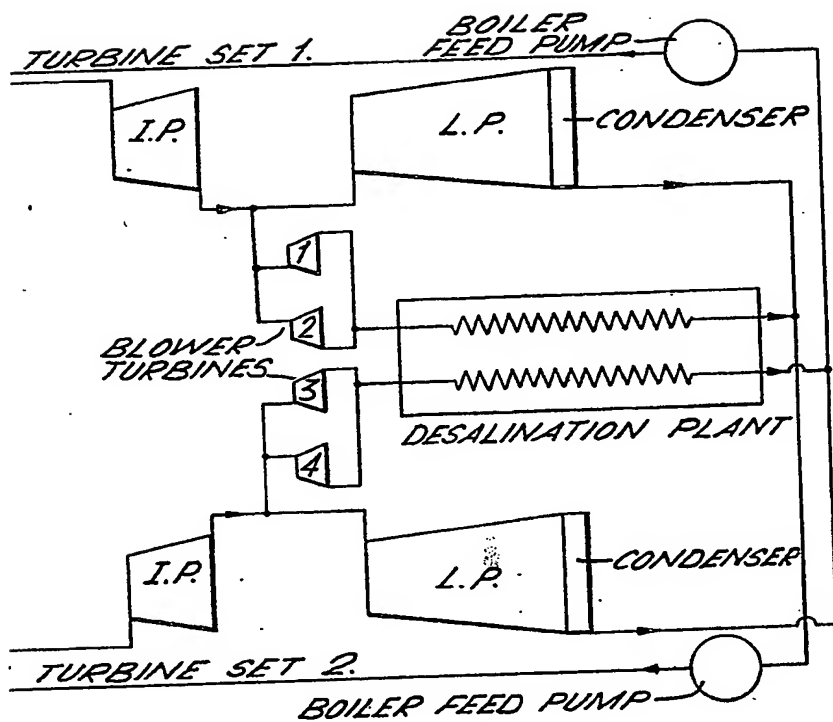 BOILER
FEED PUMP
TURBINE SET 1.
I.P.
L.P.
CONDENSER
1
2
BLOWER
TURBINES
3
4
DESALINATION PLANT
I.P.
L.P.
CONDENSER
TURBINE SET 2.
BOILER FEED PUMP